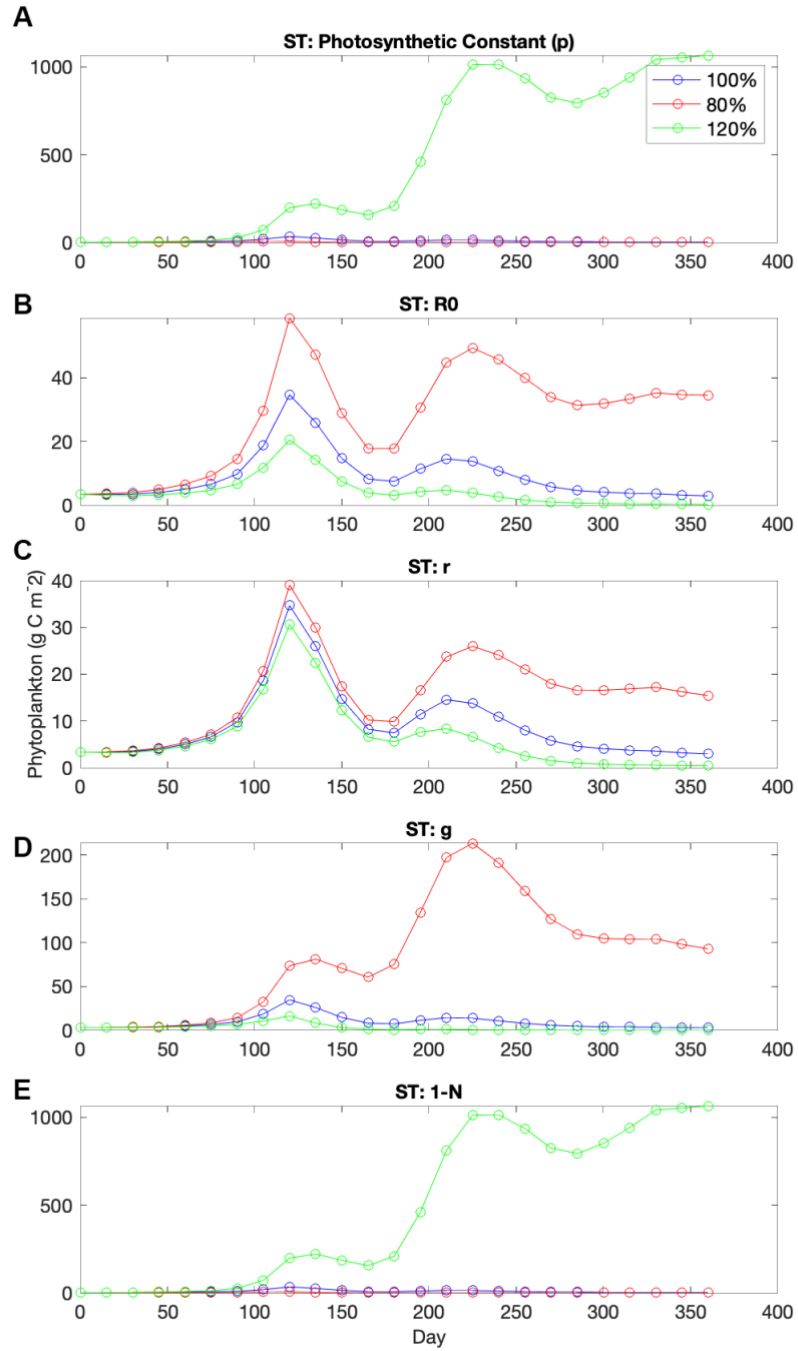 A
ST: Photosynthetic Constant (p)
1000
500
0
100%
80%
120%
0 50 100 150 200 250 300 350 400
B
ST: R0
40
20
0
0 50 100 150 200 250 300 350 400
C
ST: r
Phytoplankton (g C m⁻2)
40
30
20
10
0
0 50 100 150 200 250 300 350 400
D
ST: g
200
150
100
50
0
0 50 100 150 200 250 300 350 400
E
ST: 1-N
1000
500
0
0 50 100 150 200 250 300 350 400
Day